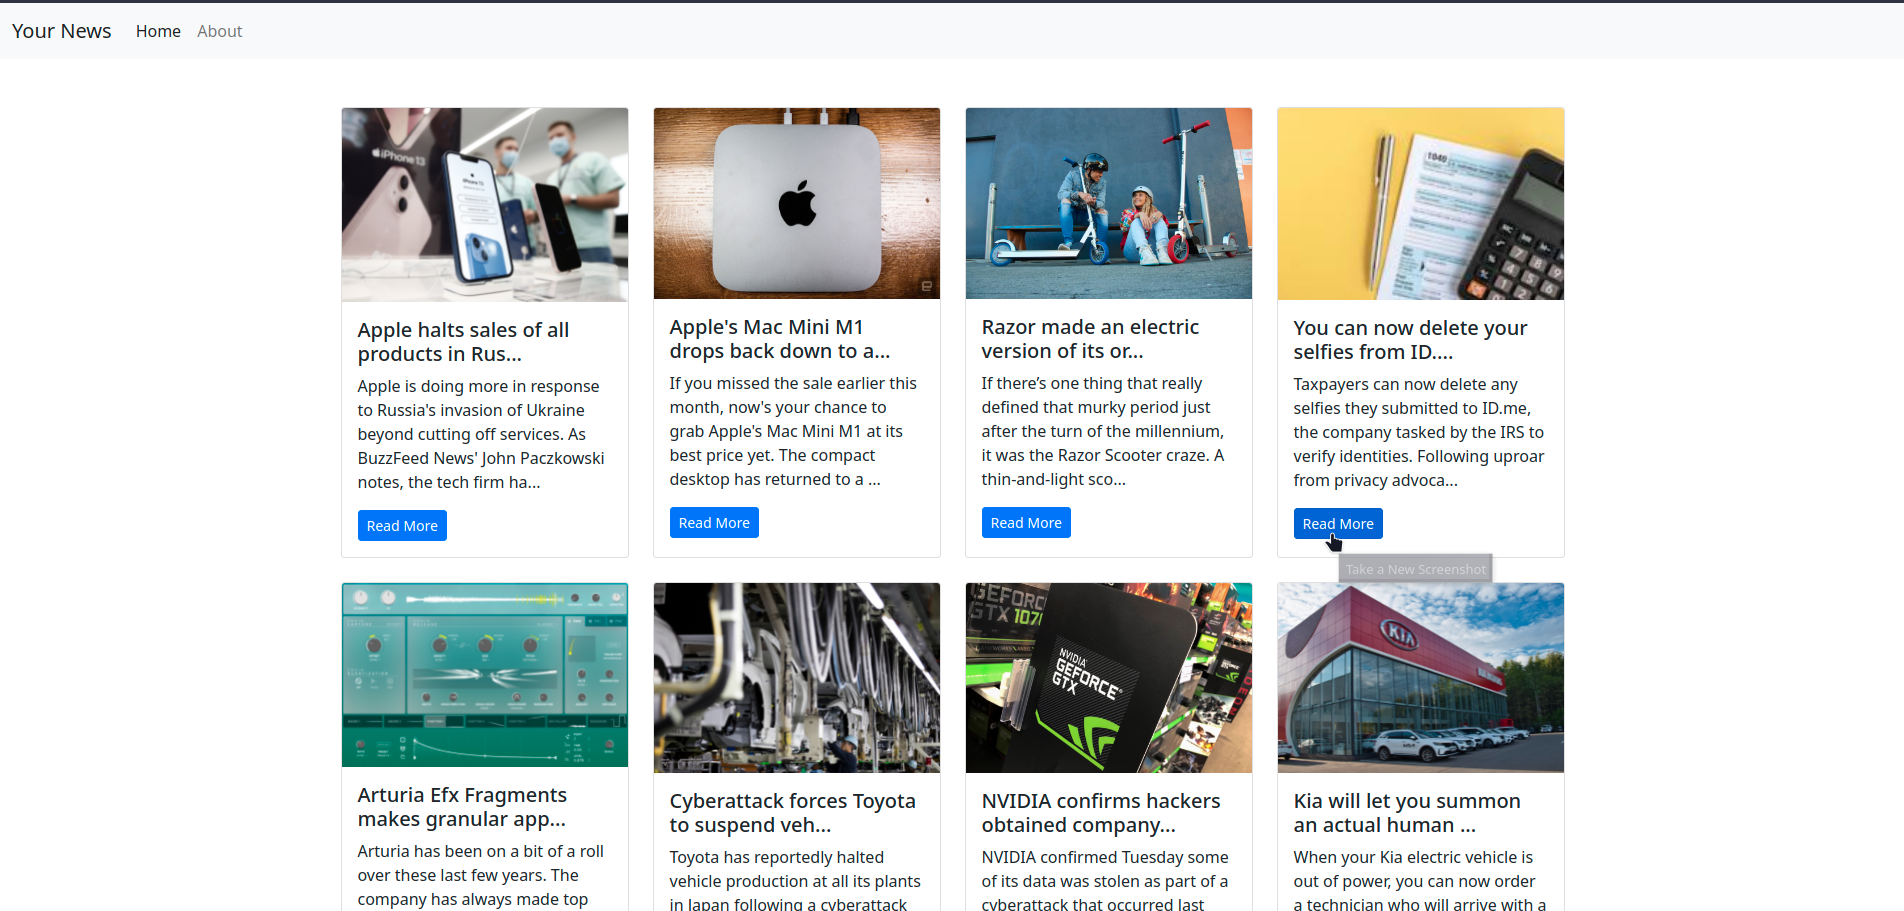 Your News Home About
iPhone 13
1040
Apple halts sales of all
products in Rus...
Apple is doing more in response
to Russia's invasion of Ukraine
beyond cutting off services. As
BuzzFeed News' John Paczkowski
notes, the tech firm ha...
Read More
Apple's Mac Mini M1
drops back down to a...
If you missed the sale earlier this
month, now's your chance to
grab Apple's Mac Mini M1 at its
best price yet. The compact
desktop has returned to a ...
Read More
Razor made an electric
version of its or...
If there’s one thing that really
defined that murky period just
after the turn of the millennium,
it was the Razor Scooter craze. A
thin-and-light sco...
Read More
You can now delete your
selfies from ID....
Taxpayers can now delete any
selfies they submitted to ID.me,
the company tasked by the IRS to
verify identities. Following uproar
from privacy advoca...
Read More
Take a New Screenshot
GEFORCE
GTX 107
NVIDIA
GEFORCE
GTX
KIA
Arturia Efx Fragments
makes granular app...
Arturia has been on a bit of a roll
over these last few years. The
company has always made top
Cyberattack forces Toyota
to suspend veh...
Toyota has reportedly halted
vehicle production at all its plants
in Japan following a cyberattack
NVIDIA confirms hackers
obtained company...
NVIDIA confirmed Tuesday some
of its data was stolen as part of a
cyberattack that occurred last
Kia will let you summon
an actual human ...
When your Kia electric vehicle is
out of power, you can now order
a technician who will arrive with a